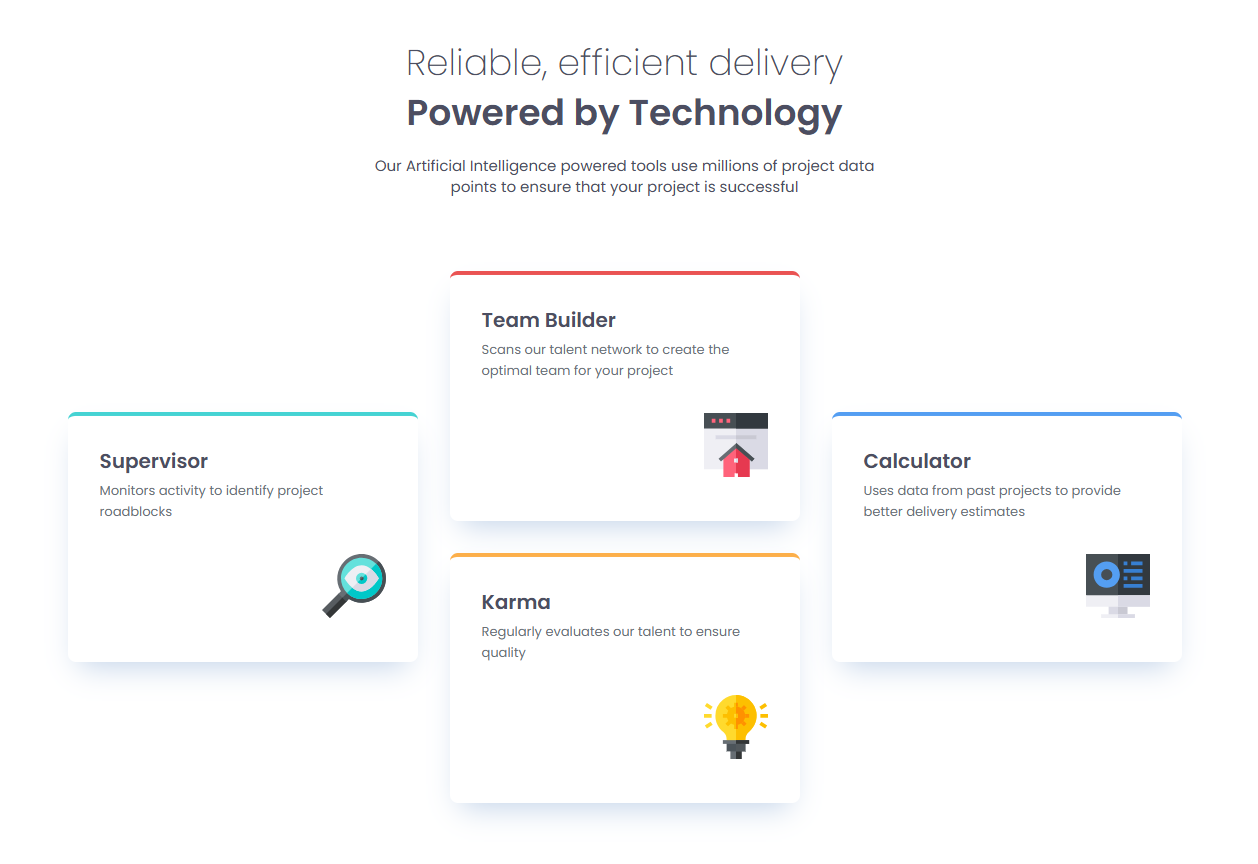 Reliable, efficient delivery
Powered by Technology
Our Artificial Intelligence powered tools use millions of project data
points to ensure that your project is successful
Supervisor
Monitors activity to identify project
roadblocks
Team Builder
Scans our talent network to create the
optimal team for your project
Karma
Regularly evaluates our talent to ensure
quality
Calculator
Uses data from past projects to provide
better delivery estimates